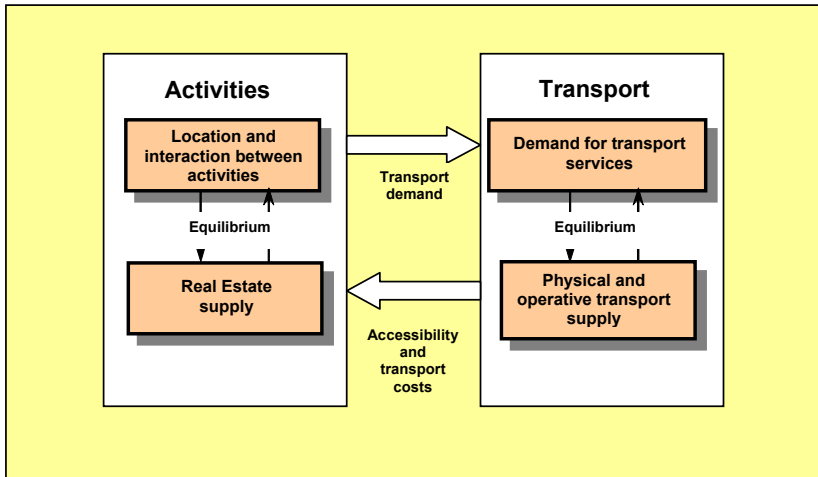 Activities
Location and
interaction between
activities
Equilibrium
Real Estate
supply
Transport
demand
Accessibility
and
transport
costs
Transport
Demand for transport
services
Equilibrium
Physical and
operative transport
supply